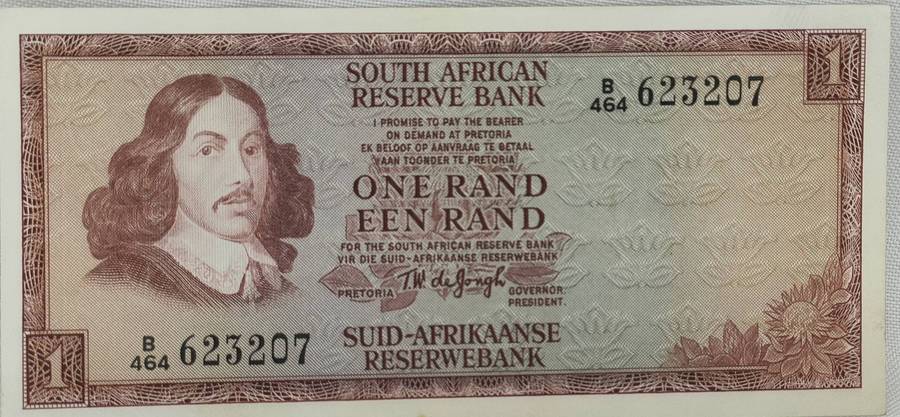 1
SOUTH AFRICAN
RESERVE BANK
B/464 623207
I PROMISE TO PAY THE BEARER
ON DEMAND AT PRETORIA
EK BELOOF OP AANVRAAG TE BETAAL
AAN TOONDER TE PRETORIA
ONE RAND
EEN RAND
FOR THE SOUTH AFRICAN RESERVE BANK
VIR DIE SUID-AFRIKAANSE RESERWEBANK
T.W. de Jongh
PRETORIA
GOVERNOR.
PRESIDENT.
B/464 623207
SUID-AFRIKAANSE
RESERWEBANK
1